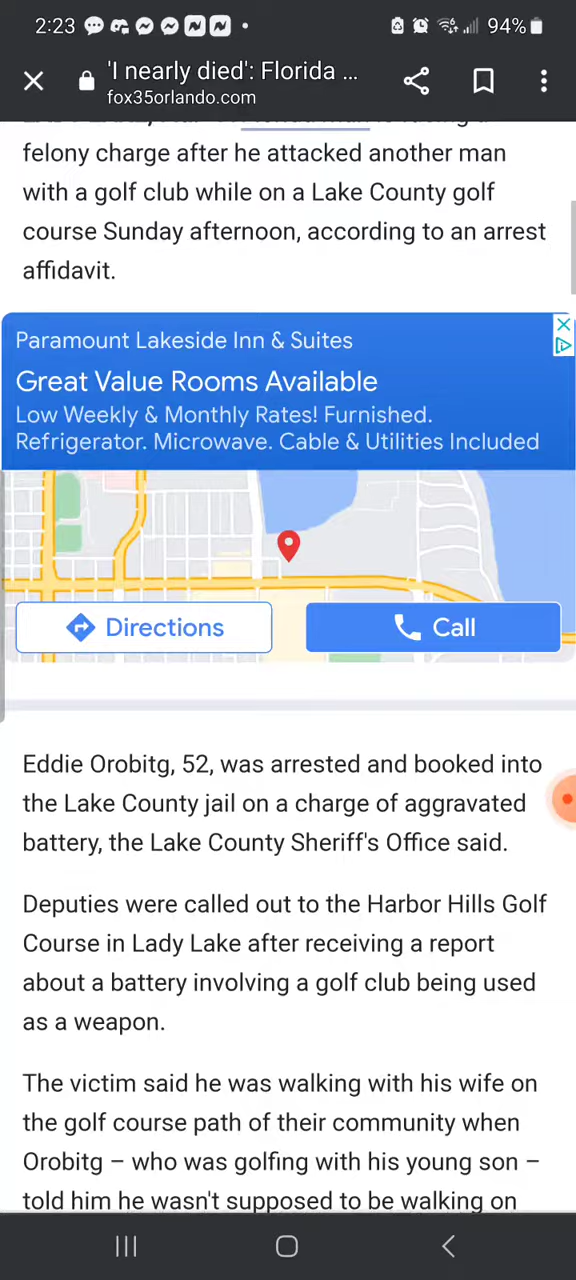 2:23
94%
'I nearly died': Florida ...
fox35orlando.com
felony charge after he attacked another man
with a golf club while on a Lake County golf
course Sunday afternoon, according to an arrest
affidavit.
Paramount Lakeside Inn & Suites
Great Value Rooms Available
Low Weekly & Monthly Rates! Furnished.
Refrigerator. Microwave. Cable & Utilities Included
Directions
Call
Eddie Orobitg, 52, was arrested and booked into
the Lake County jail on a charge of aggravated
battery, the Lake County Sheriff's Office said.
Deputies were called out to the Harbor Hills Golf
Course in Lady Lake after receiving a report
about a battery involving a golf club being used
as a weapon.
The victim said he was walking with his wife on
the golf course path of their community when
Orobitg – who was golfing with his young son –
told him he wasn't supposed to be walking on